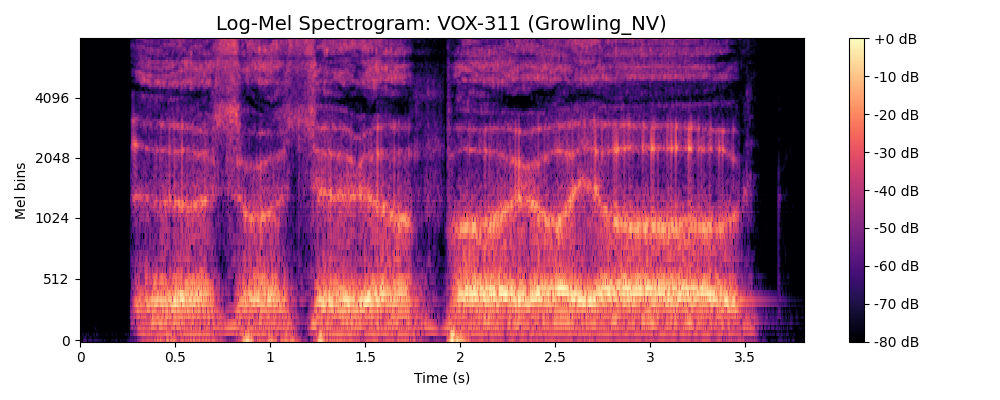 Log-Mel Spectrogram: VOX-311 (Growling_NV)
Mel bins
4096
2048
1024
512
0
0 0.5 1 1.5 2 2.5 3 3.5
Time (s)
+0 dB
-10 dB
-20 dB
-30 dB
-40 dB
-50 dB
-60 dB
-70 dB
-80 dB